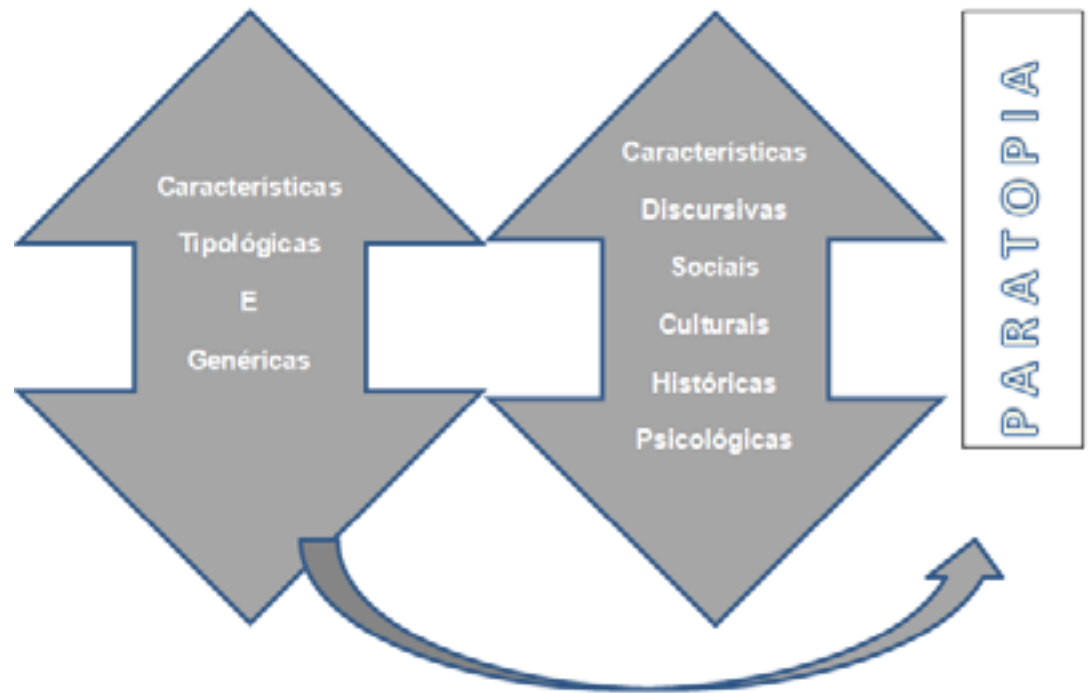 Características
Tipológicas
E
Genéricas
Características
Discursivas
Sociais
Culturais
Históricas
Psicológicas
PARATOPIA